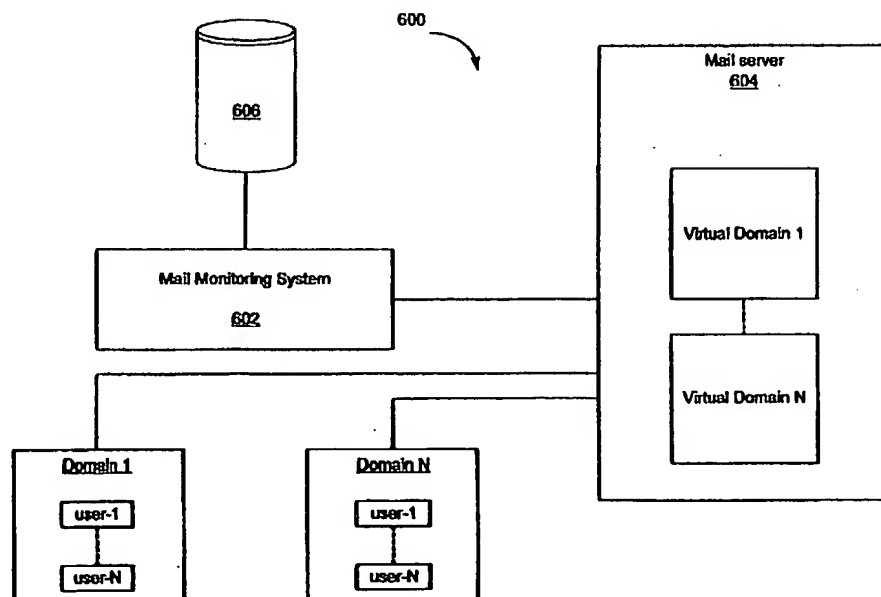 600
Mail server
604
606
Virtual Domain 1
Mail Monitoring System
602
Virtual Domain N
Domain 1
Domain N
user-1
user-1
user-N
user-N